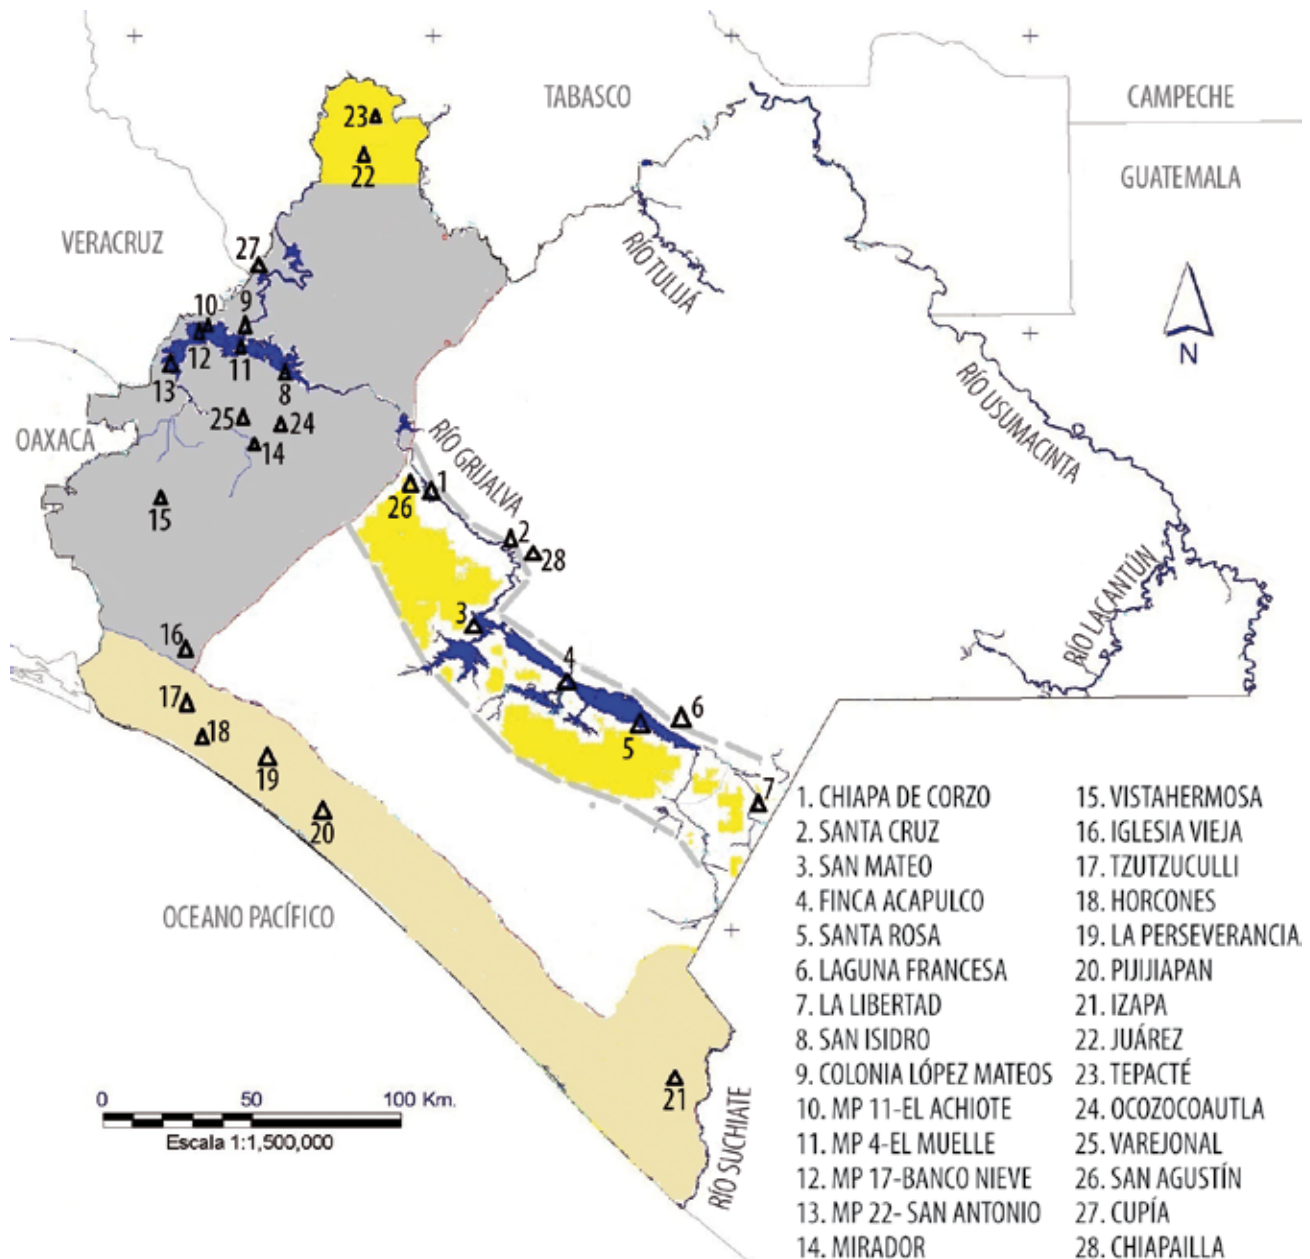 TABASCO
CAMPECHE
GUATEMALA
VERACRUZ
OAXACA
OCEANO PACÍFICO
RÍO TULIJÁ
RÍO USUMACINTA
RÍO GRIJALVA
RÍO LACANTÚN
RÍO SUCHIATE
N
23
22
27
10
9
12
11
13
8
25
24
14
15
26
1
2
28
3
4
6
5
7
16
17
18
19
20
21
0 50 100 Km.
Escala 1:1,500,000
1. CHIAPA DE CORZO
2. SANTA CRUZ
3. SAN MATEO
4. FINCA ACAPULCO
5. SANTA ROSA
6. LAGUNA FRANCESA
7. LA LIBERTAD
8. SAN ISIDRO
9. COLONIA LÓPEZ MATEOS
10. MP 11-EL ACHIOTE
11. MP 4-EL MUELLE
12. MP 17-BANCO NIEVE
13. MP 22- SAN ANTONIO
14. MIRADOR
15. VISTAHERMOSA
16. IGLESIA VIEJA
17. TZUTZUCULLI
18. HORCONES
19. LA PERSEVERANCIA.
20. PIJIJIAPAN
21. IZAPA
22. JUÁREZ
23. TEPACTÉ
24. OCOZOCOAUTLA
25. VAREJONAL
26. SAN AGUSTÍN
27. CUPÍA
28. CHIAPAILLA